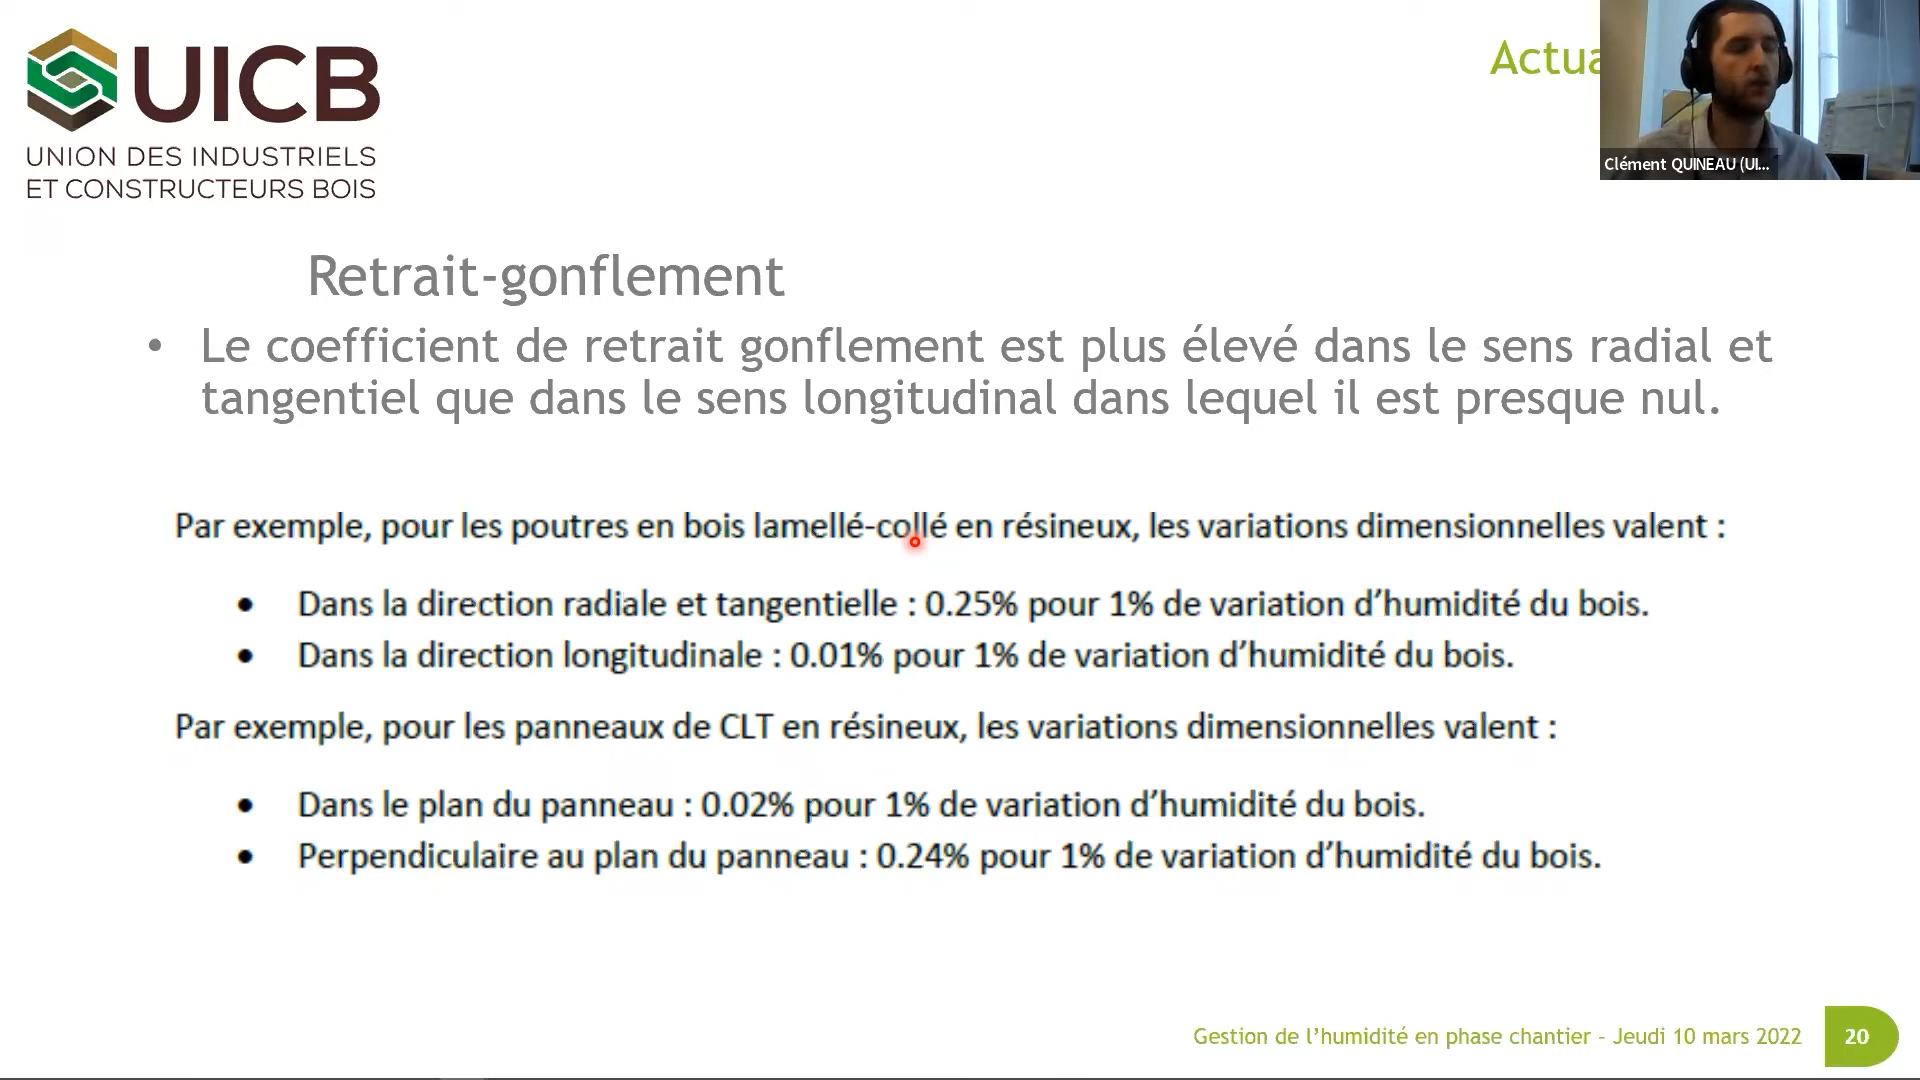 UICB
UNION DES INDUSTRIELS
ET CONSTRUCTEURS BOIS
Clément QUINEAU (UI...
Retrait-gonflement
• Le coefficient de retrait gonflement est plus élevé dans le sens radial et
tangentiel que dans le sens longitudinal dans lequel il est presque nul.
Par exemple, pour les poutres en bois lamellé-collé en résineux, les variations dimensionnelles valent :
• Dans la direction radiale et tangentielle : 0.25% pour 1% de variation d’humidité du bois.
• Dans la direction longitudinale : 0.01% pour 1% de variation d’humidité du bois.
Par exemple, pour les panneaux de CLT en résineux, les variations dimensionnelles valent :
• Dans le plan du panneau : 0.02% pour 1% de variation d’humidité du bois.
• Perpendiculaire au plan du panneau : 0.24% pour 1% de variation d’humidité du bois.
Gestion de l’humidité en phase chantier – Jeudi 10 mars 2022
20